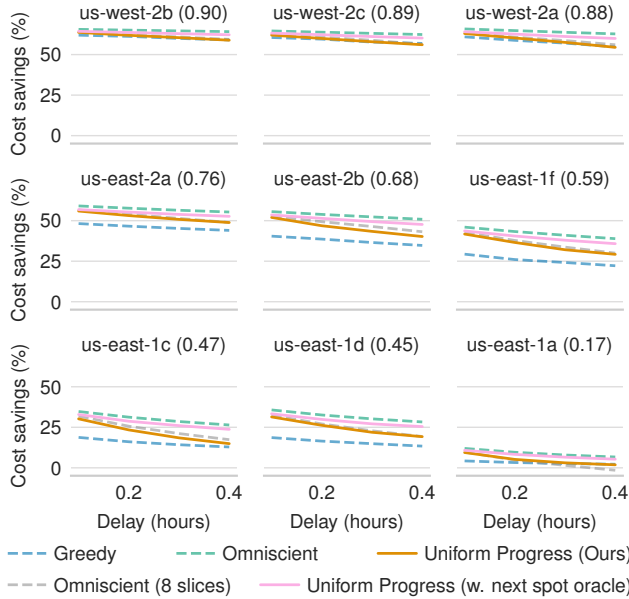 us-west-2b (0.90) us-west-2c (0.89) us-west-2a (0.88)
Cost savings (%)
50
0
us-east-2a (0.76) us-east-2b (0.68) us-east-1f (0.59)
Cost savings (%)
50
0
us-east-1c (0.47) us-east-1d (0.45) us-east-1a (0.17)
Cost savings (%)
50
0
0.2 0.4 0.2 0.4 0.2 0.4
Delay (hours) Delay (hours) Delay (hours)
Greedy Omniscient Uniform Progress (Ours)
Omniscient (8 slices) Uniform Progress (w. next spot oracle)